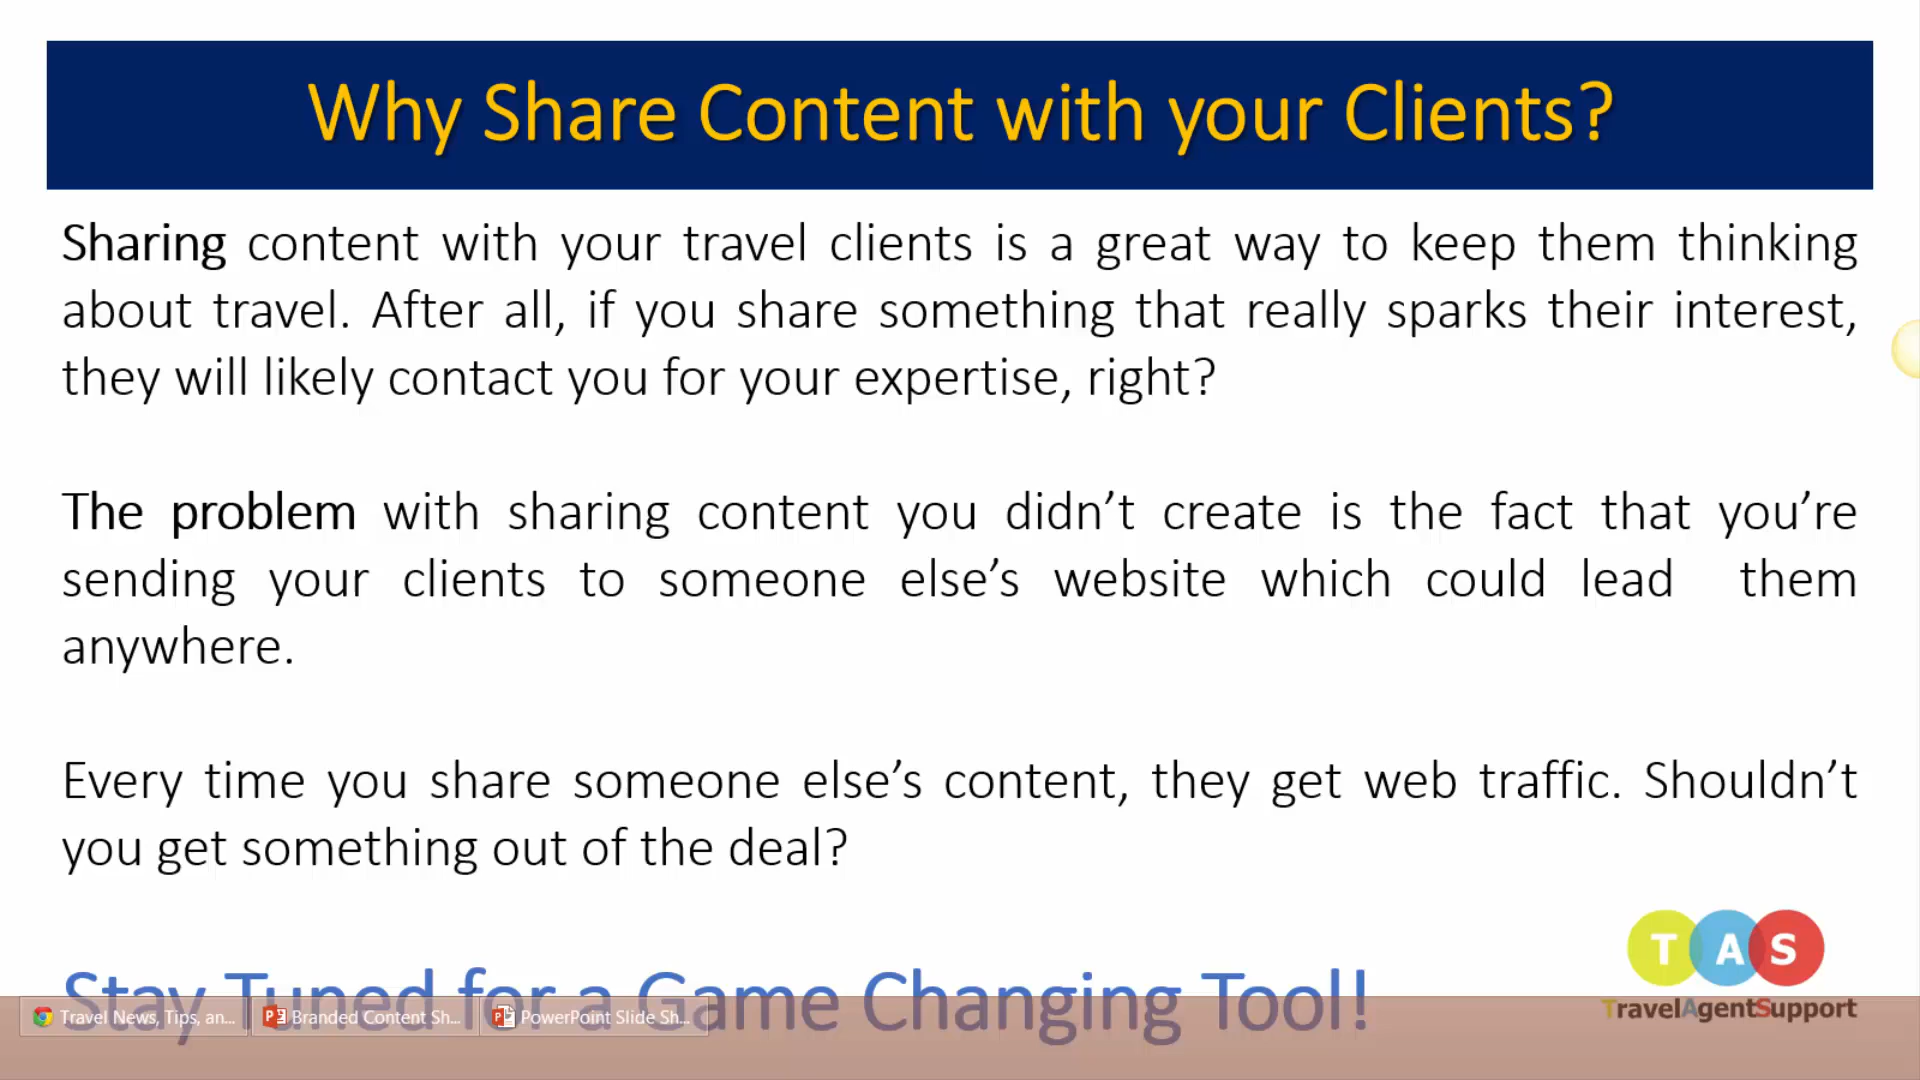 Why Share Content with your Clients?
Sharing content with your travel clients is a great way to keep them thinking
about travel. After all, if you share something that really sparks their interest,
they will likely contact you for your expertise, right?
The problem with sharing content you didn’t create is the fact that you’re
sending your clients to someone else’s website which could lead them
anywhere.
Every time you share someone else’s content, they get web traffic. Shouldn’t
you get something out of the deal?
T A S
TravelAgentSupport
Stay Tuned for a Game Changing Tool!
Travel News, Tips, an...
Branded Content Sh...
PowerPoint Slide Sh...